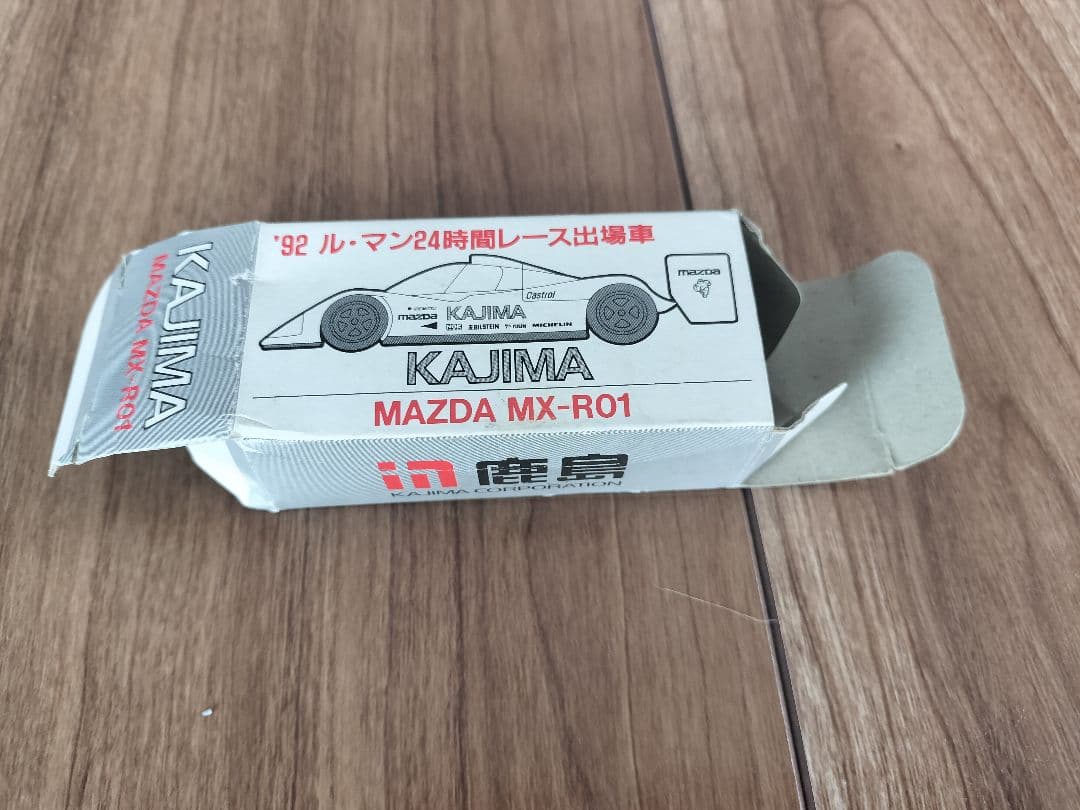 '92 ル・マン24時間レース出場車
mazda
Castrol
mazda KAJIMA
BILSTEIN MICHELIN
KAJIMA
MAZDA MX-R01
鹿島
KAJIMA CORPORATION
KAJIMA
MAZDA MX-R01